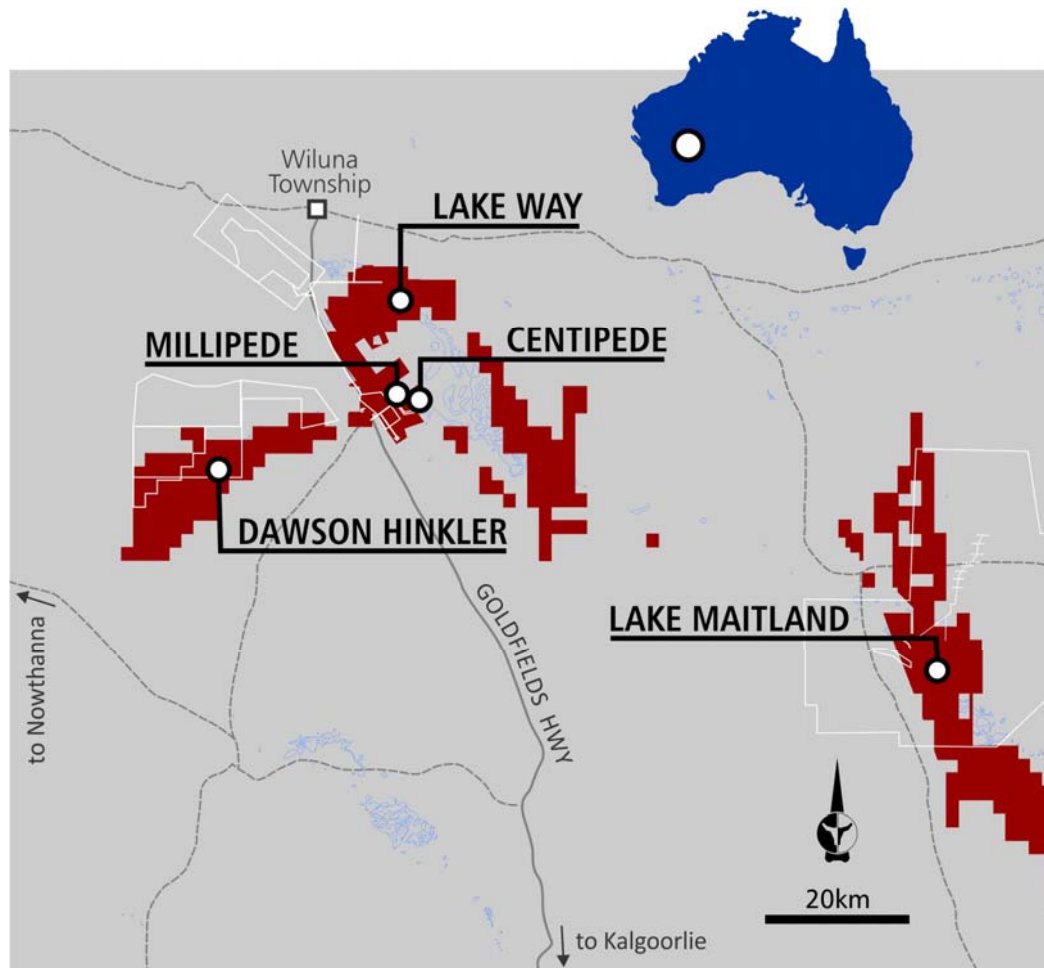 Wiluna
Township
LAKE WAY
MILLIPEDE
CENTIPEDE
DAWSON HINKLER
GOLDFIELDS HWY
LAKE MAITLAND
to Nowthanna
20km
to Kalgoorlie